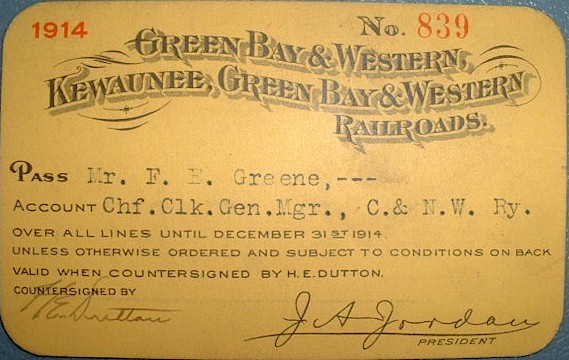 1914 No. 839
GREEN BAY & WESTERN,
KEWAUNEE, GREEN BAY & WESTERN
RAILROADS.
PASS Mr. F. E. Greene,---
ACCOUNT Chf.Clk.Gen.Mgr., C.& N.W. Ry.
OVER ALL LINES UNTIL DECEMBER 31ST 1914.
UNLESS OTHERWISE ORDERED AND SUBJECT TO CONDITIONS ON BACK
VALID WHEN COUNTERSIGNED BY H.E.DUTTON.
COUNTERSIGNED BY
H.E. Dutton
J A Jordan
PRESIDENT